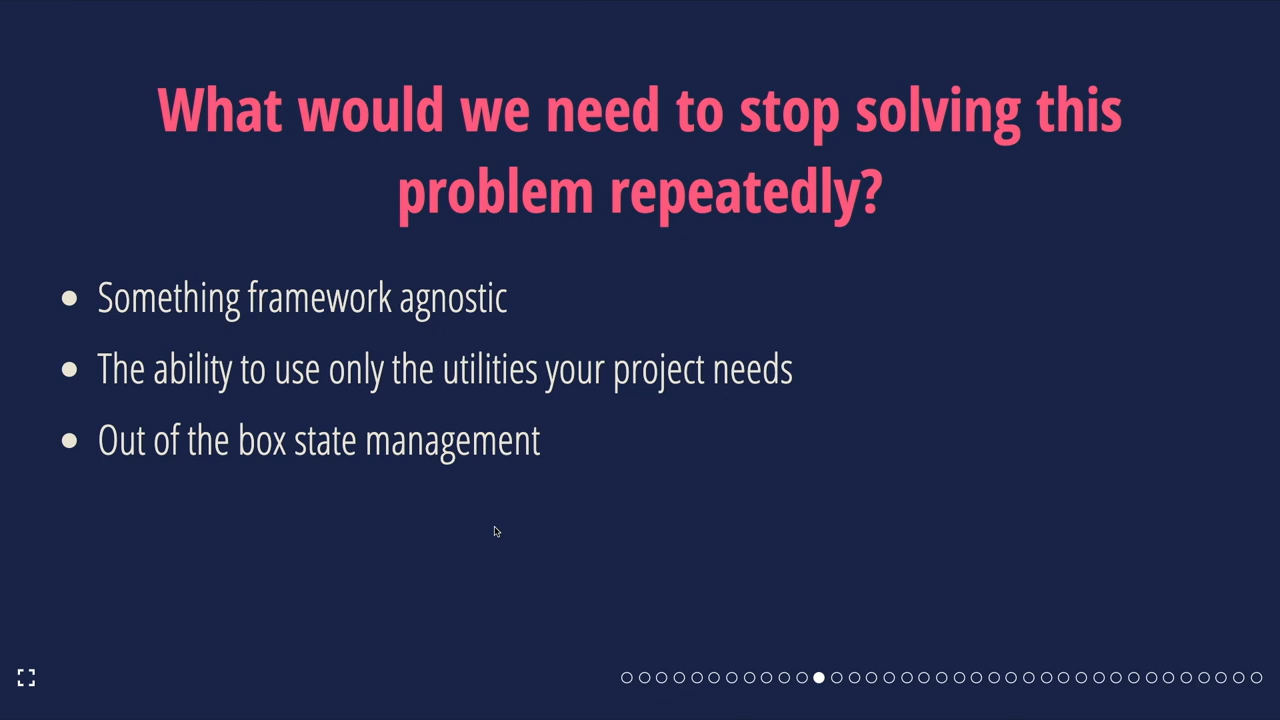 What would we need to stop solving this
problem repeatedly?
Something framework agnostic
The ability to use only the utilities your project needs
Out of the box state management